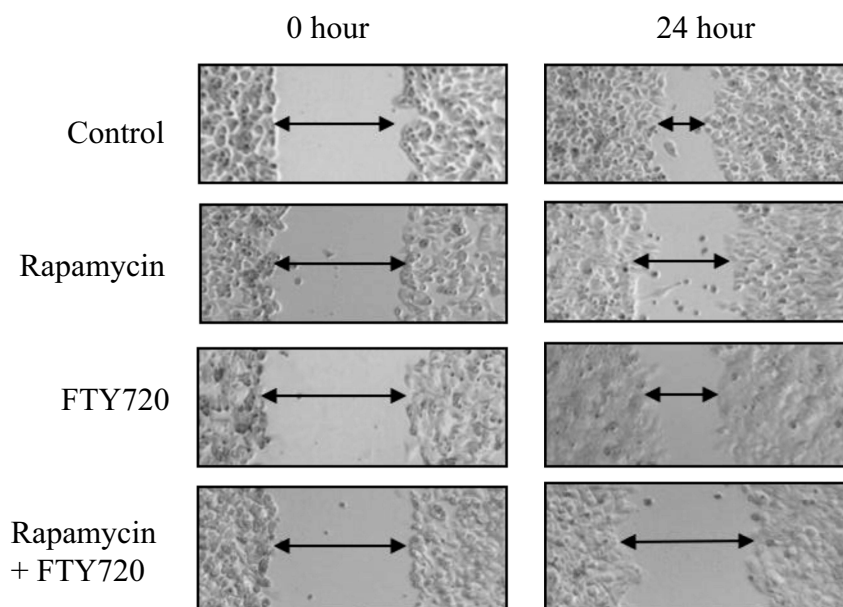 0 hour
24 hour
Control
Rapamycin
FTY720
Rapamycin
+ FTY720